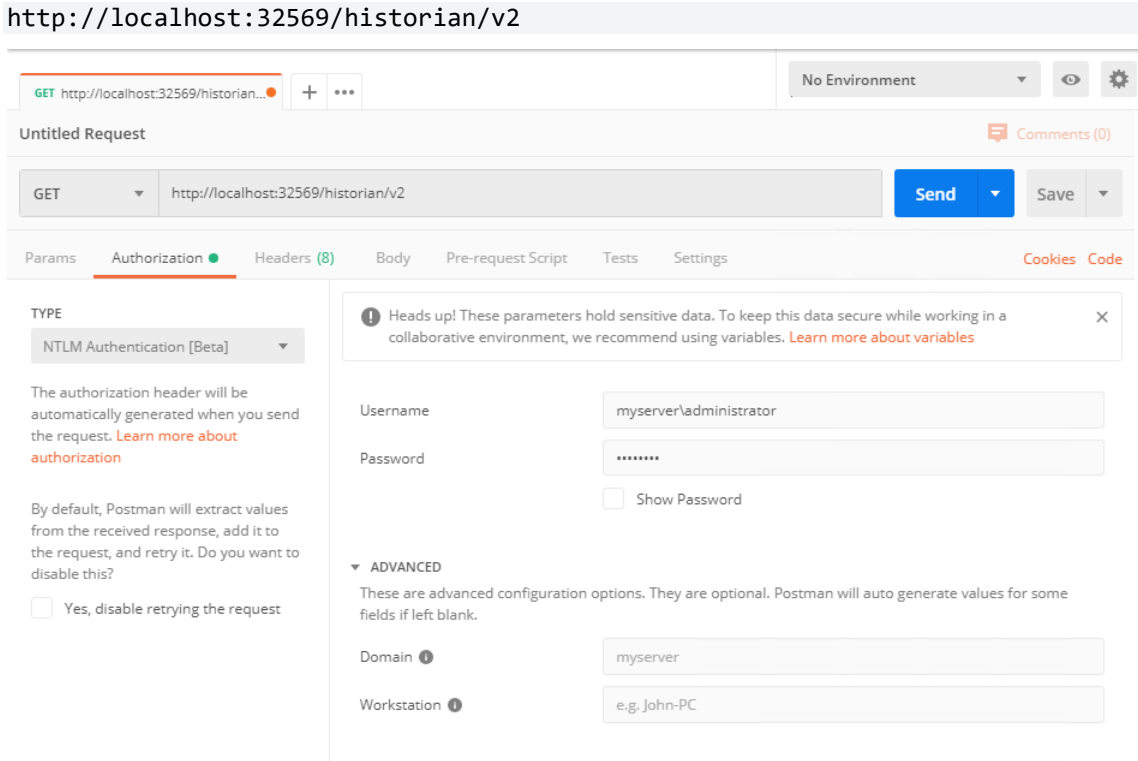 http://localhost:32569/historian/v2
GET http://localhost:32569/historian...
No Environment
Untitled Request
Comments (0)
GET
http://localhost:32569/historian/v2
Send
Save
Params Authorization Headers (8) Body Pre-request Script Tests Settings Cookies Code
TYPE
NTLM Authentication [Beta]
The authorization header will be
automatically generated when you send
the request. Learn more about
authorization
By default, Postman will extract values
from the received response, add it to
the request, and retry it. Do you want to
disable this?
Yes, disable retrying the request
Heads up! These parameters hold sensitive data. To keep this data secure while working in a
collaborative environment, we recommend using variables. Learn more about variables
Username
myserver\administrator
Password
••••••••
Show Password
ADVANCED
These are advanced configuration options. They are optional. Postman will auto generate values for some
fields if left blank.
Domain
myserver
Workstation
e.g. John-PC